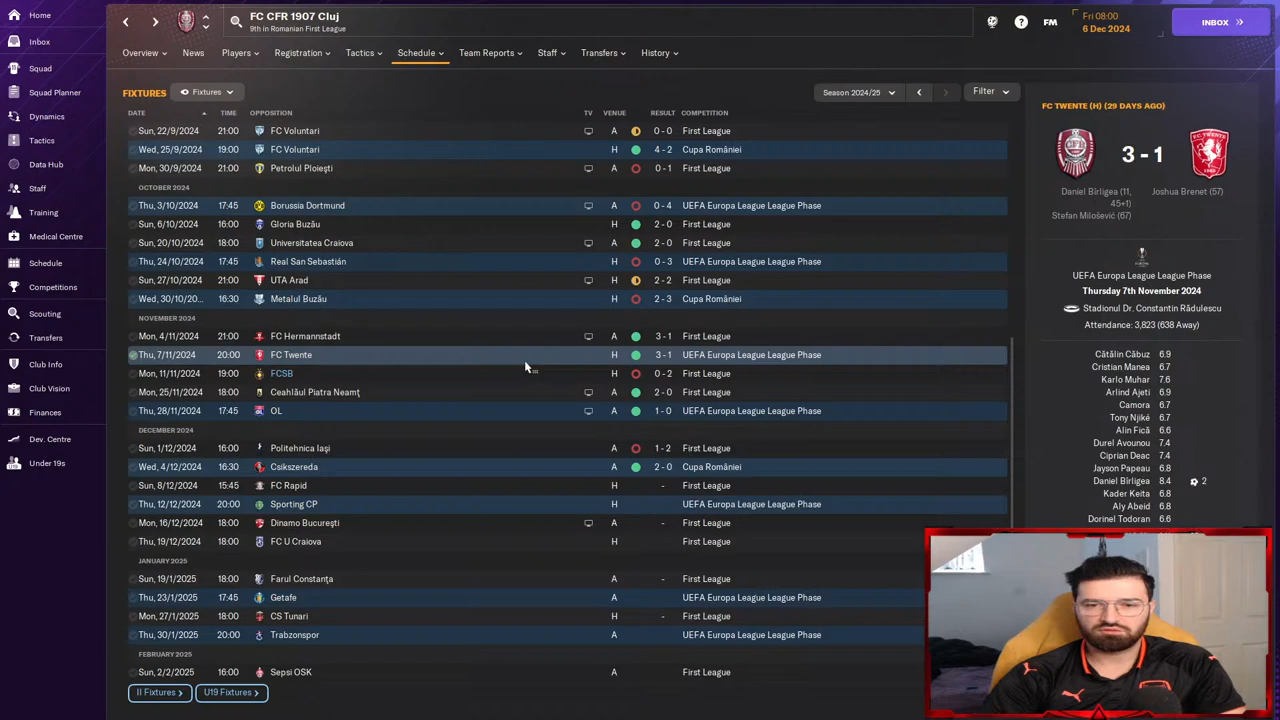 Home
Inbox
Squad
Squad Planner
Dynamics
Tactics
Data Hub
Staff
Training
Medical Centre
Schedule
Competitions
Scouting
Transfers
Club Info
Club Vision
Finances
Dev. Centre
Under 19s
FC CFR 1907 Cluj
9th in Romanian First League
? FM
Fri 08:00
6 Dec 2024
INBOX
Overview News Players Registration Tactics Schedule Team Reports Staff Transfers History
FIXTURES Fixtures Season 2024/25 Filter
DATE TIME OPPOSITION TV VENUE RESULT COMPETITION
Sun, 22/9/2024 21:00 FC Voluntari A 0 - 0 First League
Wed, 25/9/2024 19:00 FC Voluntari H 4 - 2 Cupa României
Mon, 30/9/2024 21:00 Petrolul Ploieşti A 0 - 1 First League
OCTOBER 2024
Thu, 3/10/2024 17:45 Borussia Dortmund A 0 - 4 UEFA Europa League League Phase
Sun, 6/10/2024 16:00 Gloria Buzău H 2 - 0 First League
Sun, 20/10/2024 18:00 Universitatea Craiova A 2 - 0 First League
Thu, 24/10/2024 17:45 Real San Sebastián H 0 - 3 UEFA Europa League League Phase
Sun, 27/10/2024 21:00 UTA Arad H 2 - 2 First League
Wed, 30/10/20... 16:30 Metalul Buzău H 2 - 3 Cupa României
NOVEMBER 2024
Mon, 4/11/2024 21:00 FC Hermannstadt A 3 - 1 First League
Thu, 7/11/2024 20:00 FC Twente H 3 - 1 UEFA Europa League League Phase
Mon, 11/11/2024 19:00 FCSB H 0 - 2 First League
Mon, 25/11/2024 18:00 Ceahlăul Piatra Neamţ A 2 - 0 First League
Thu, 28/11/2024 17:45 OL A 1 - 0 UEFA Europa League League Phase
DECEMBER 2024
Sun, 1/12/2024 16:00 Politehnica Iaşi A 1 - 2 First League
Wed, 4/12/2024 16:30 Csikszereda A 2 - 0 Cupa României
Sun, 8/12/2024 15:45 FC Rapid H - First League
Thu, 12/12/2024 20:00 Sporting CP H UEFA Europa League League Phase
Mon, 16/12/2024 18:00 Dinamo Bucureşti A - First League
Thu, 19/12/2024 18:00 FC U Craiova H - First League
JANUARY 2025
Sun, 19/1/2025 18:00 Farul Constanţa A - First League
Thu, 23/1/2025 17:45 Getafe A UEFA Europa League League Phase
Mon, 27/1/2025 18:00 CS Tunari H - First League
Thu, 30/1/2025 20:00 Trabzonspor A UEFA Europa League League Phase
FEBRUARY 2025
Sun, 2/2/2025 16:00 Sepsi OSK A First League
II Fixtures U19 Fixtures
FC TWENTE (H) (29 DAYS AGO)
3 - 1
Daniel Bîrligea (11, 45+1)
Stefan Milošević (67)
Joshua Brenet (57)
UEFA Europa League League Phase
Thursday 7th November 2024
Stadionul Dr. Constantin Rădulescu
Attendance: 3,823 (638 Away)
Cătălin Căbuz 6.9
Cristian Manea 7.6
Karlo Muhar 7.6
Arlind Ajeti 6.9
Camora 6.7
Tony Njiké 6.7
Alin Fică 6.6
Durel Avounou 7.4
Ciprian Deac 7.4
Jayson Papeau 6.8
Daniel Bîrligea 8.4 2
Kader Keita 6.8
Aly Abeid 6.8
Dorinel Todoran 6.6